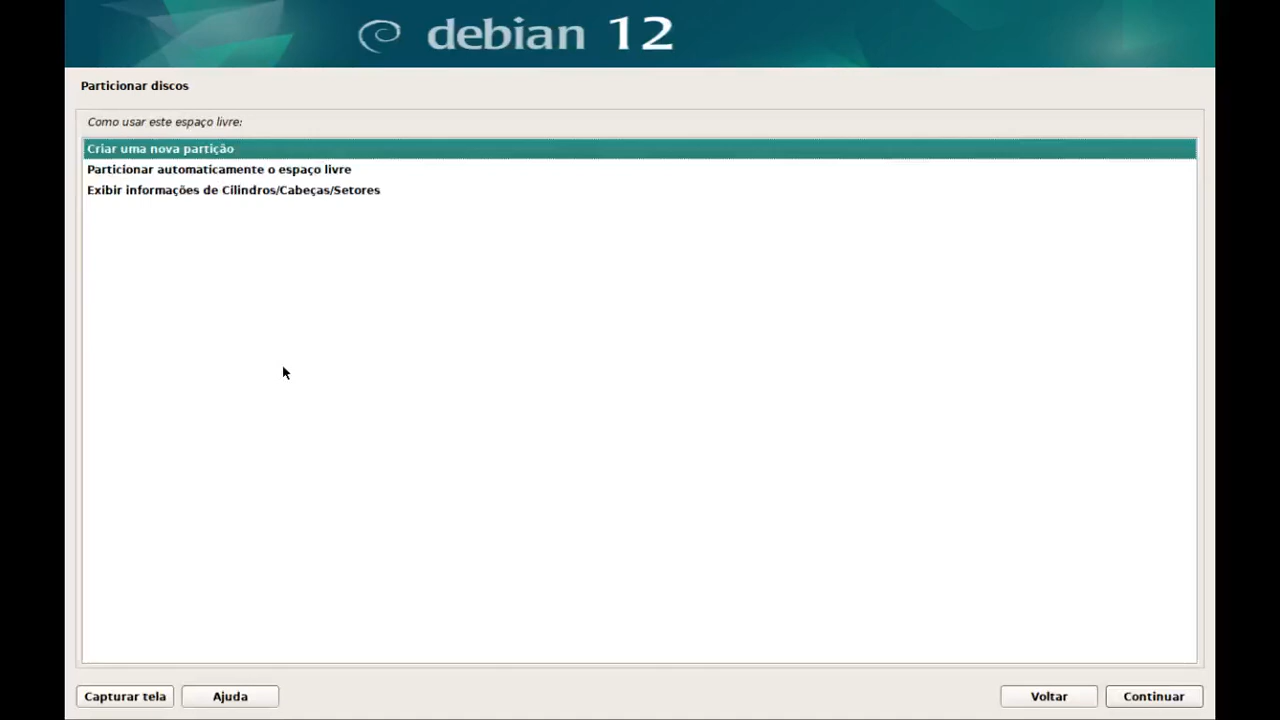 debian 12
Particionar discos
Como usar este espaço livre:
Criar uma nova partição
Particionar automaticamente o espaço livre
Exibir informações de Cilindros/Cabeças/Setores
Capturar tela
Ajuda
Voltar
Continuar